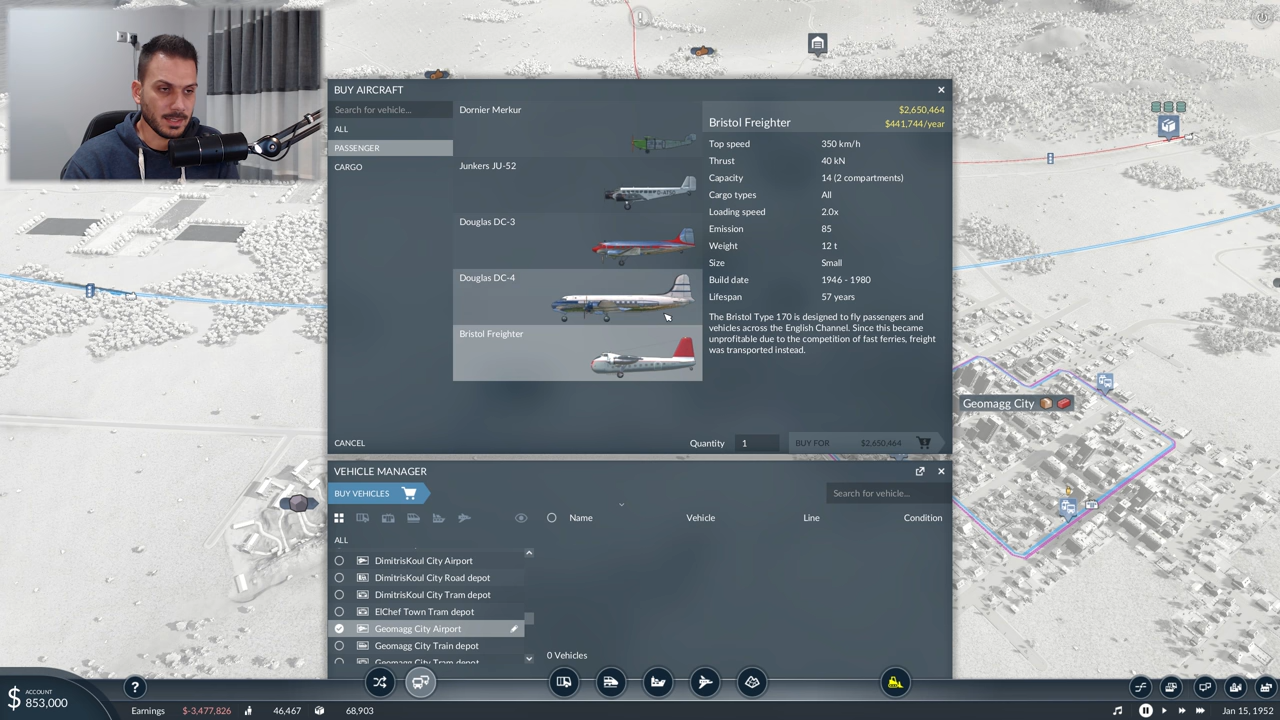 BUY AIRCRAFT
Search for vehicle...
ALL
PASSENGER
CARGO
Dornier Merkur
Junkers JU-52
Douglas DC-3
Douglas DC-4
Bristol Freighter
$2,650,464
Bristol Freighter
$441,744/year
Top speed 350 km/h
Thrust 40 kN
Capacity 14 (2 compartments)
Cargo types All
Loading speed 2.0x
Emission 85
Weight 12 t
Size Small
Build date 1946 - 1980
Lifespan 57 years
The Bristol Type 170 is designed to fly passengers and
vehicles across the English Channel. Since this became
unprofitable due to the competition of fast ferries, freight
was transported instead.
CANCEL
Quantity 1
BUY FOR $2,650,464
Geomagg City
VEHICLE MANAGER
BUY VEHICLES
Search for vehicle...
Name Vehicle Line Condition
ALL
DimitrisKoul City Airport
DimitrisKoul City Road depot
DimitrisKoul City Tram depot
ElChef Town Tram depot
Geomagg City Airport
Geomagg City Train depot
Geomagg City Tram depot
0 Vehicles
$ ACCOUNT
853,000
?
Earnings $-3,477,826 46,467 68,903
Jan 15, 1952